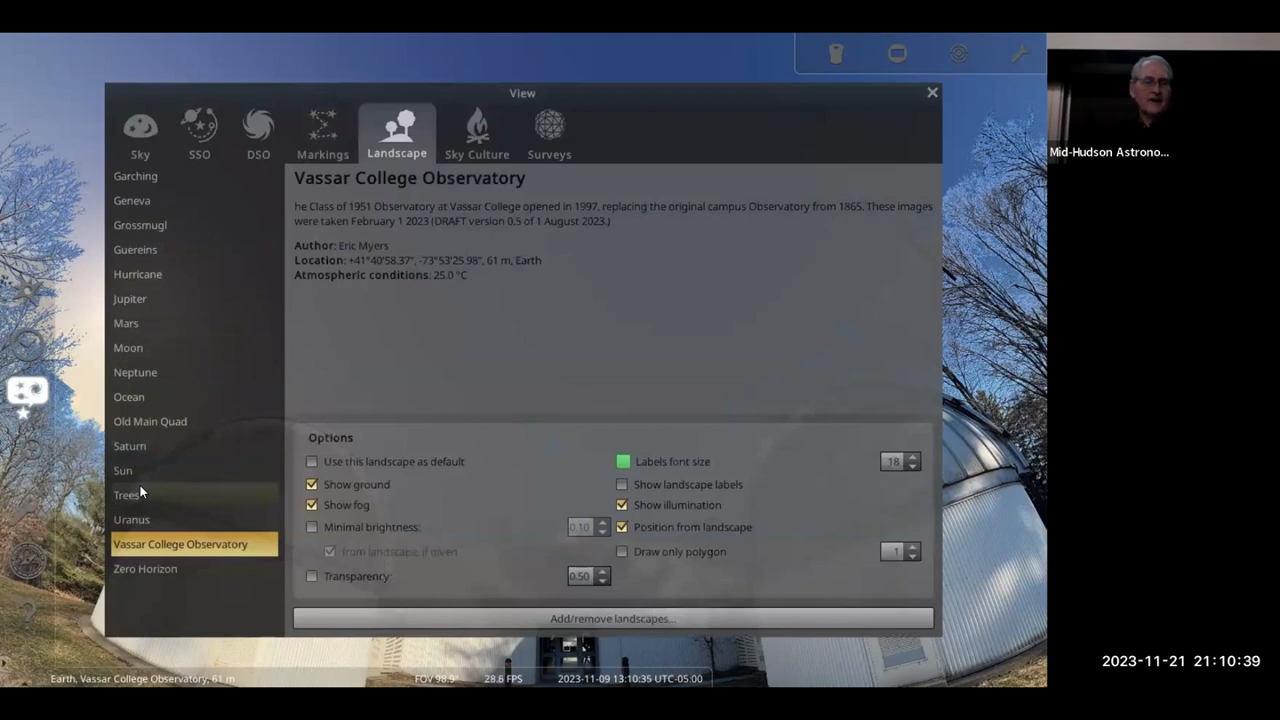 View
Sky
SSO
DSO
Markings
Landscape
Sky Culture
Surveys
Mid-Hudson Astrono...
Garching
Geneva
Grossmugl
Guereins
Hurricane
Jupiter
Mars
Moon
Neptune
Ocean
Old Main Quad
Saturn
Sun
Trees
Uranus
Vassar College Observatory
Zero Horizon
Vassar College Observatory
he Class of 1951 Observatory at Vassar College opened in 1997, replacing the original campus Observatory from 1865. These images
were taken February 1 2023 (DRAFT version 0.5 of 1 August 2023.)
Author: Eric Myers
Location: +41°40'58.37", -73°53'25.98", 61 m, Earth
Atmospheric conditions: 25.0 °C
Options
Use this landscape as default
Labels font size 18
Show ground
Show landscape labels
Show fog
Show illumination
Minimal brightness: 0.10
Position from landscape
from landscape, if given
Draw only polygon 1
Transparency: 0.50
Add/remove landscapes...
Earth, Vassar College Observatory, 61 m
FOV 98.9°
28.6 FPS
2023-11-09 13:10:35 UTC-05:00
2023-11-21 21:10:39